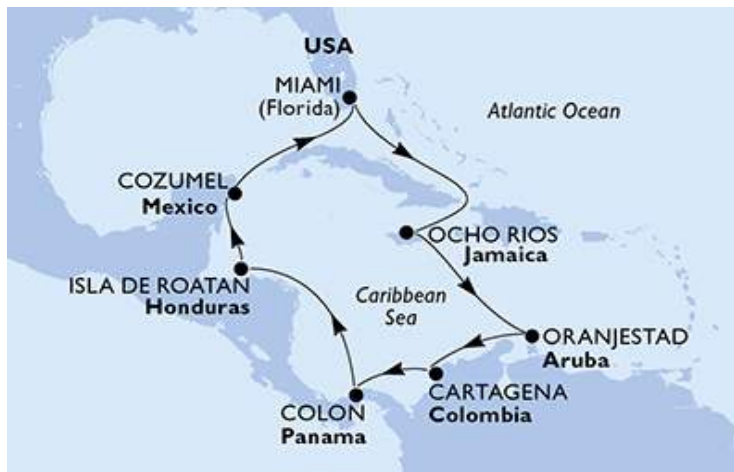 USA
MIAMI
(Florida)
Atlantic Ocean
COZUMEL
Mexico
OCHO RIOS
Jamaica
ISLA DE ROATAN
Honduras
Caribbean
Sea
ORANJESTAD
Aruba
CARTAGENA
Colombia
COLON
Panama